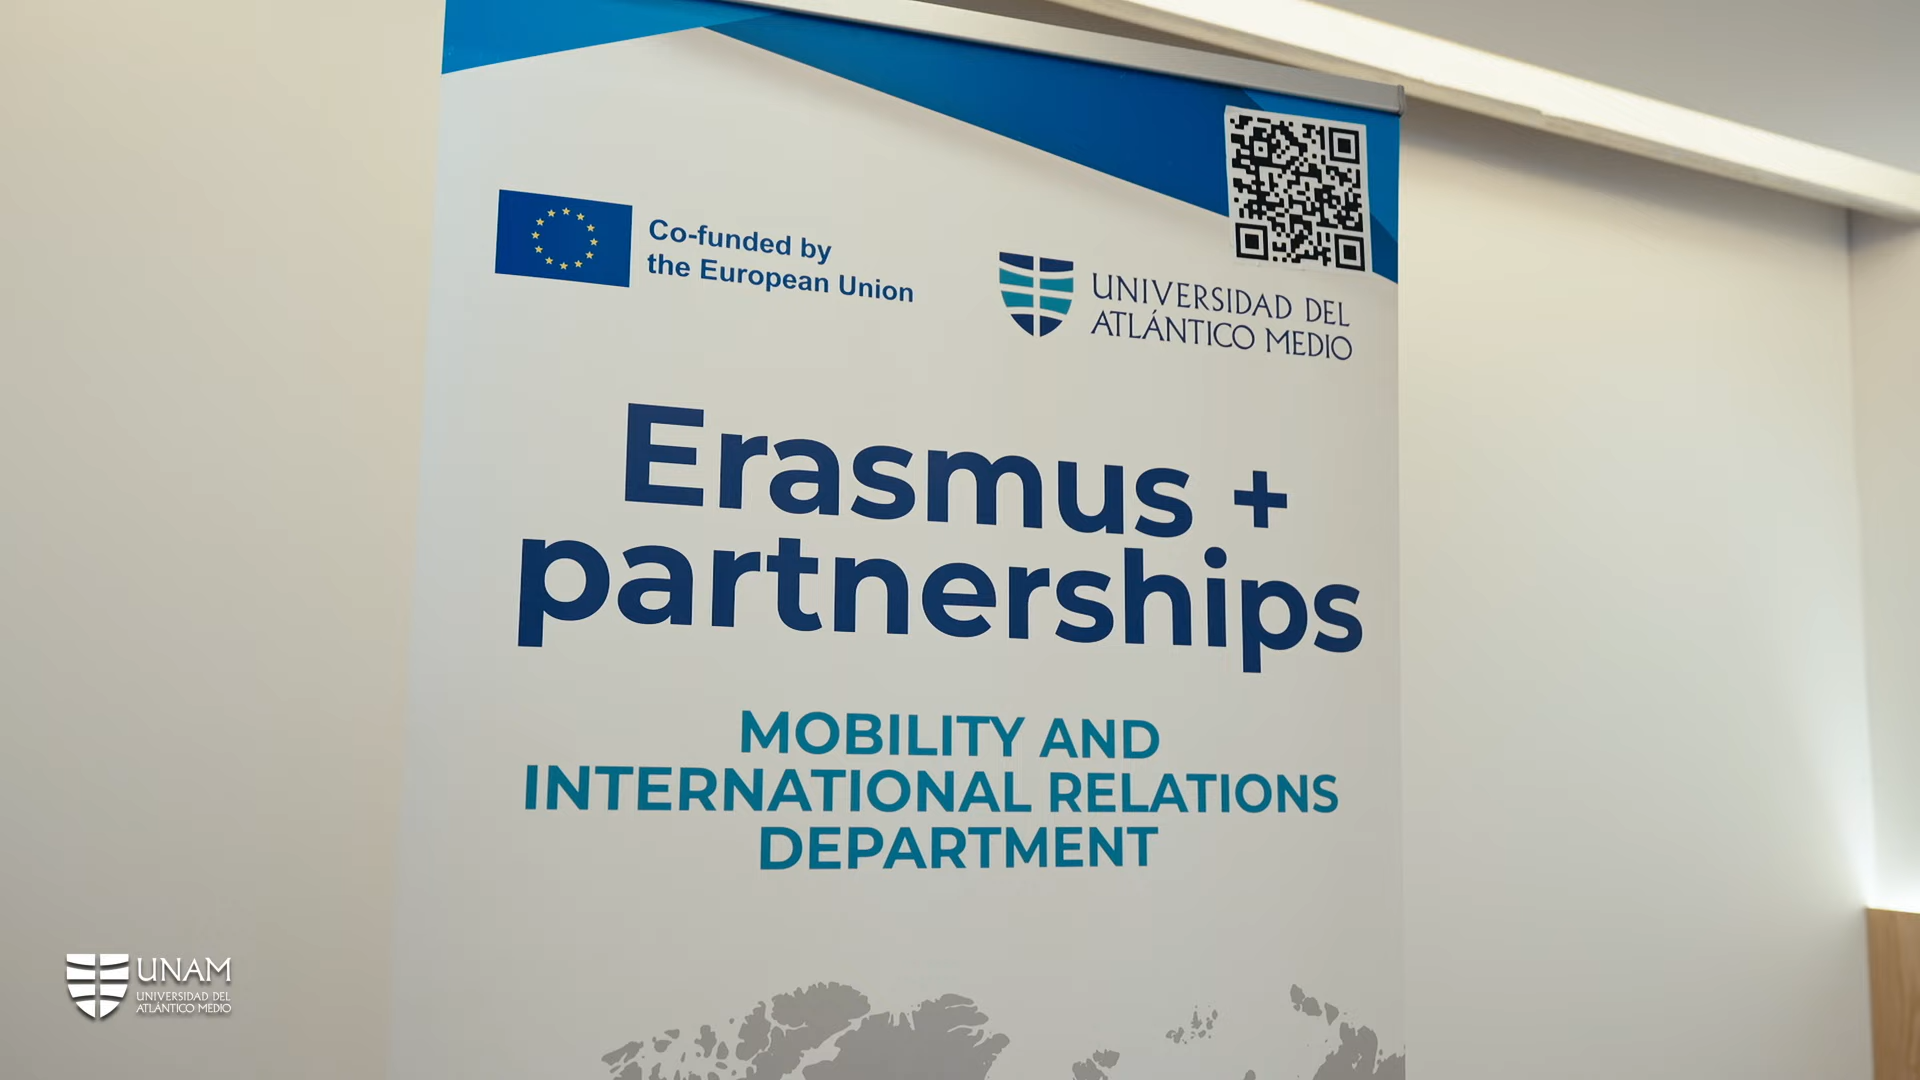 Co-funded by
the European Union
UNIVERSIDAD DEL
ATLÁNTICO MEDIO
Erasmus +
partnerships
MOBILITY AND
INTERNATIONAL RELATIONS
DEPARTMENT
UNAM
UNIVERSIDAD DEL
ATLÁNTICO MEDIO